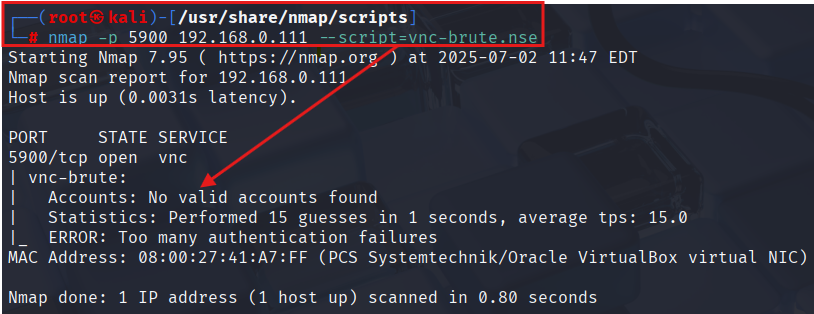 ┌──(root㉿kali)-[/usr/share/nmap/scripts]
└─# nmap -p 5900 192.168.0.111 --script=vnc-brute.nse
Starting Nmap 7.95 ( https://nmap.org ) at 2025-07-02 11:47 EDT
Nmap scan report for 192.168.0.111
Host is up (0.0031s latency).

PORT     STATE SERVICE
5900/tcp open  vnc
| vnc-brute:
|   Accounts: No valid accounts found
|   Statistics: Performed 15 guesses in 1 seconds, average tps: 15.0
|_  ERROR: Too many authentication failures
MAC Address: 08:00:27:41:A7:FF (PCS Systemtechnik/Oracle VirtualBox virtual NIC)

Nmap done: 1 IP address (1 host up) scanned in 0.80 seconds